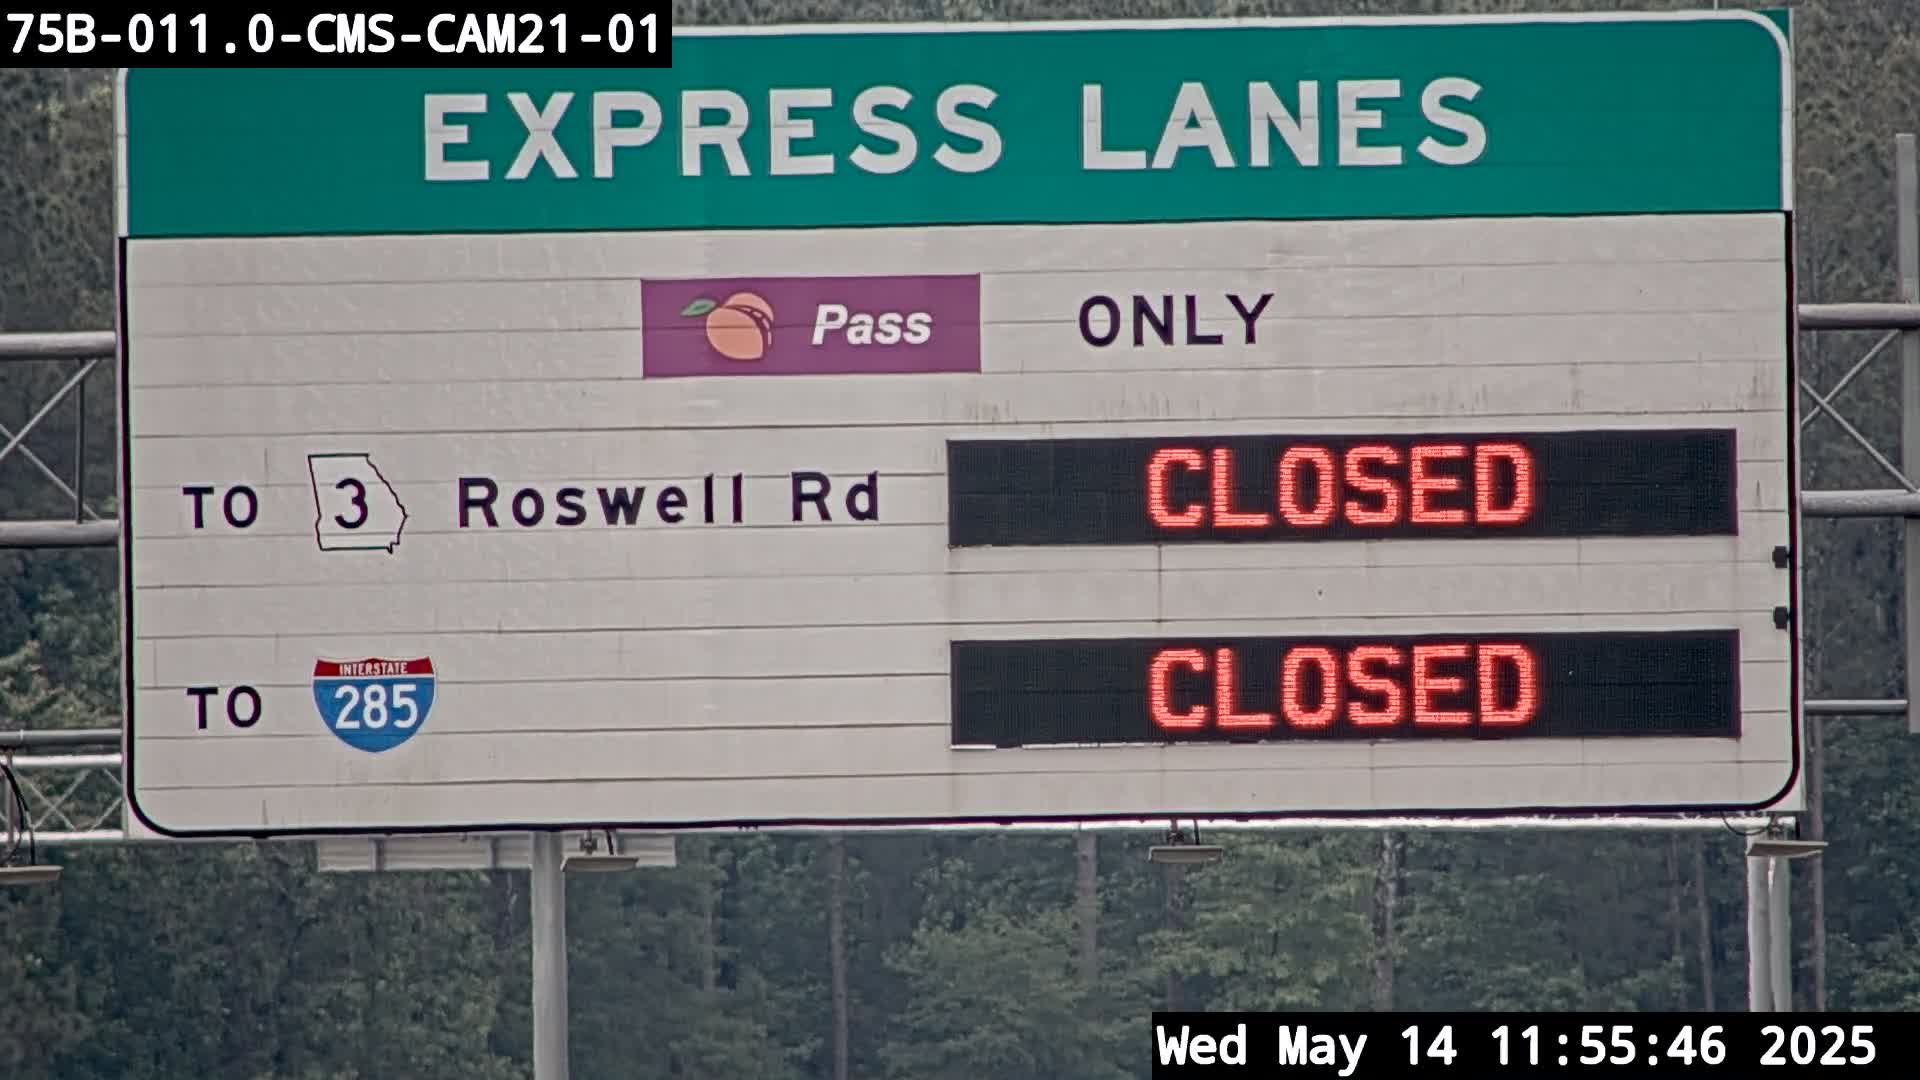 75B-011.0-CMS-CAM21-01
EXPRESS LANES
Pass ONLY
TO 3 Roswell Rd CLOSED
INTERSTATE
TO 285 CLOSED
Wed May 14 11:55:46 2025